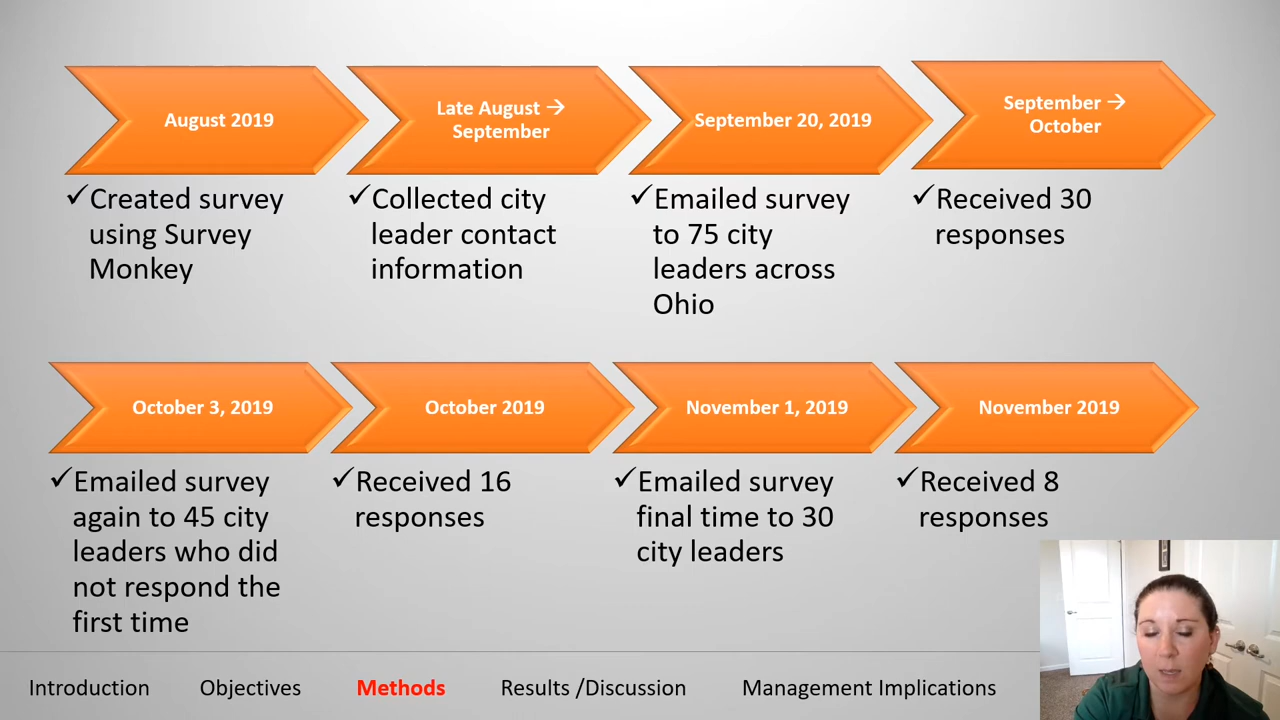 August 2019
Late August →
September
September 20, 2019
September →
October
✓Created survey
using Survey
Monkey
✓Collected city
leader contact
information
✓Emailed survey
to 75 city
leaders across
Ohio
✓Received 30
responses
October 3, 2019
October 2019
November 1, 2019
November 2019
✓Emailed survey
again to 45 city
leaders who did
not respond the
first time
✓Received 16
responses
✓Emailed survey
final time to 30
city leaders
✓Received 8
responses
Introduction Objectives Methods Results /Discussion Management Implications